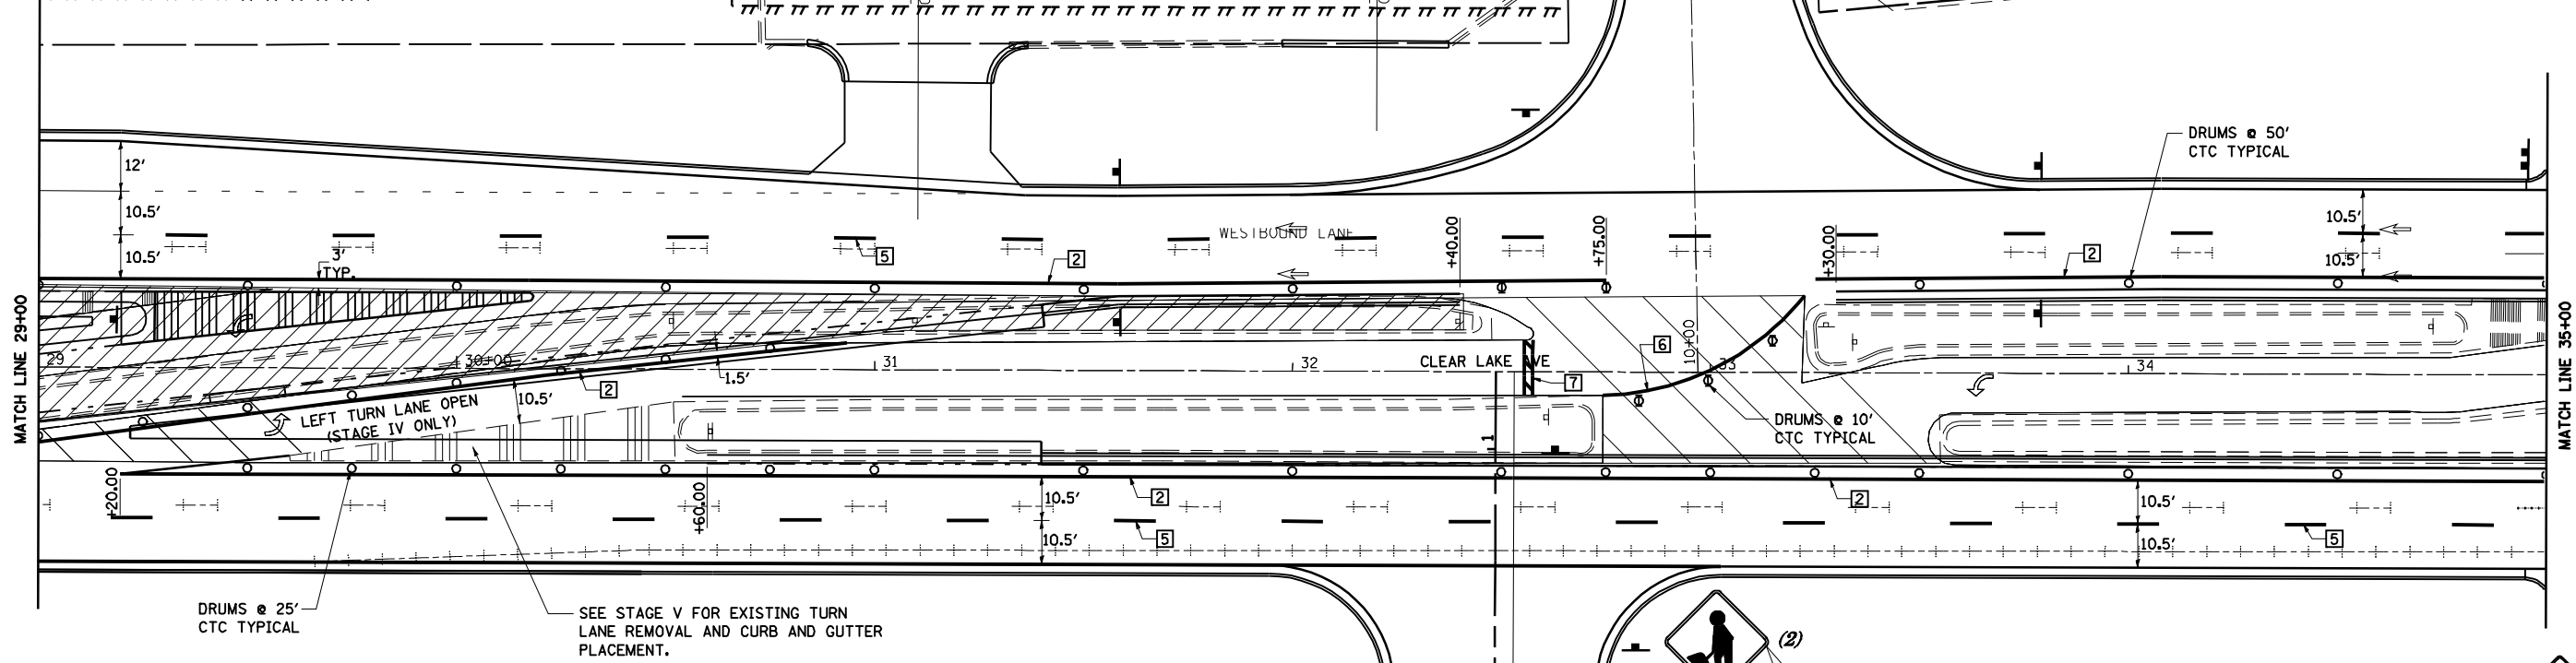 DRUMS @ 50'
CTC TYPICAL
12'
10.5'
10.5'
3'
TYP.
5
2
WESTBOUND LANE
+40.00
+75.00
+30.00
2
10.5'
10.5'
MATCH LINE 29+00
29
30+00
31
32
CLEAR LAKE AVE
10+00
33
34
MATCH LINE 35+00
6
7
2
1.5'
10.5'
LEFT TURN LANE OPEN
(STAGE IV ONLY)
DRUMS @ 10'
CTC TYPICAL
1
+20.00
+60.00
2
2
10.5'
10.5'
5
10.5'
10.5'
5
DRUMS @ 25'
CTC TYPICAL
SEE STAGE V FOR EXISTING TURN
LANE REMOVAL AND CURB AND GUTTER
PLACEMENT.
(2)